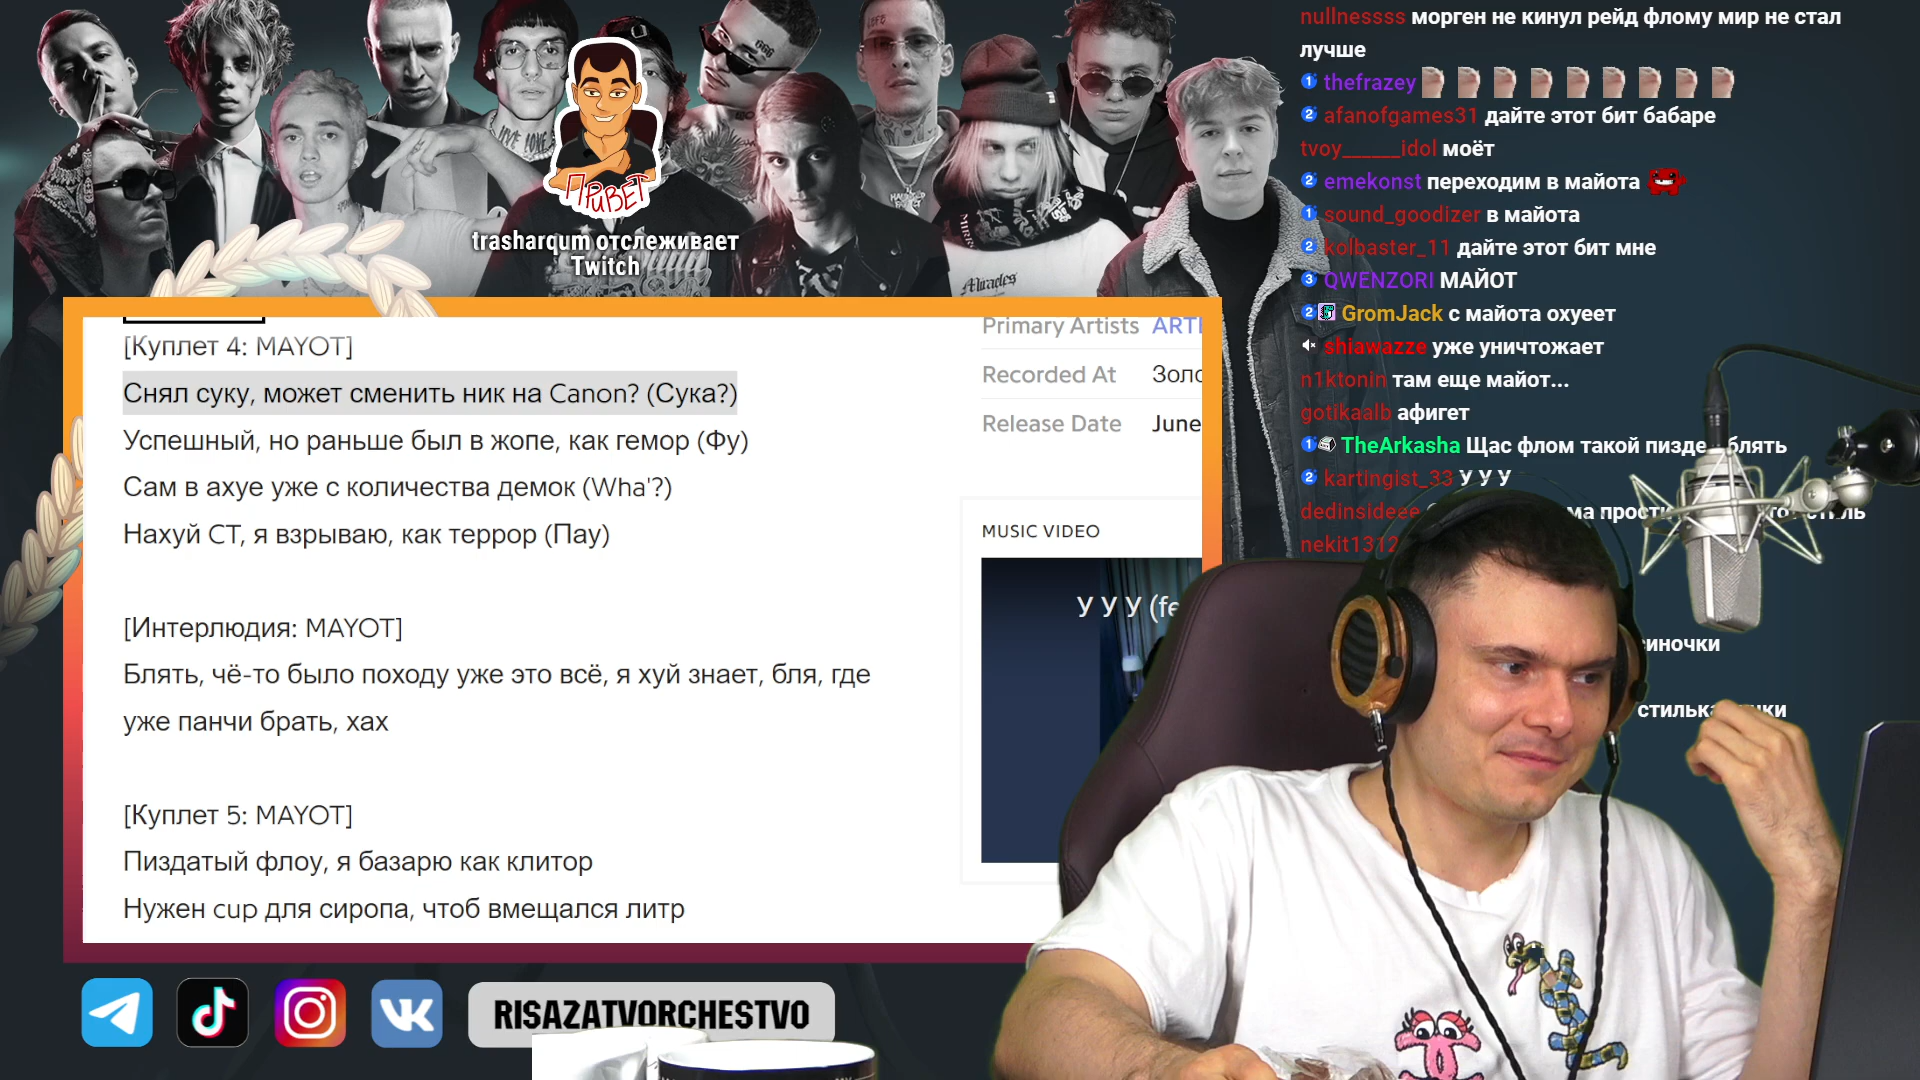 ПРИВЕТ
trasharqum отслеживает
Twitch
nullnessss морген не кинул рейд флому мир не стал
лучше
thefrazey
afanofgames31 дайте этот бит бабаре
tvoy______idol моёт
emekonst переходим в майота
sound_goodizer в майота
kolbaster_11 дайте этот бит мне
QWENZORI МАЙОТ
GromJack с майота охуеет
shiawazze уже уничтожает
n1ktonin там еще майот...
gotikaalb афигет
TheArkasha Щас флом такой пизде блять
kartingist_33 У У У
dedinsideee
nekit1312
[Куплет 4: MAYOT]
Снял суку, может сменить ник на Canon? (Сука?)
Успешный, но раньше был в жопе, как гемор (Фу)
Сам в ахуе уже с количества демок (Wha'?)
Нахуй СТ, я взрываю, как террор (Пау)
[Интерлюдия: MAYOT]
Блять, чё-то было походу уже это всё, я хуй знает, бля, где
уже панчи брать, хах
[Куплет 5: MAYOT]
Пиздатый флоу, я базарю как клитор
Нужен cup для сиропа, чтоб вмещался литр
Primary Artists
Recorded At
Release Date June
MUSIC VIDEO
У У У (fe
RISAZATVORCHESTVO